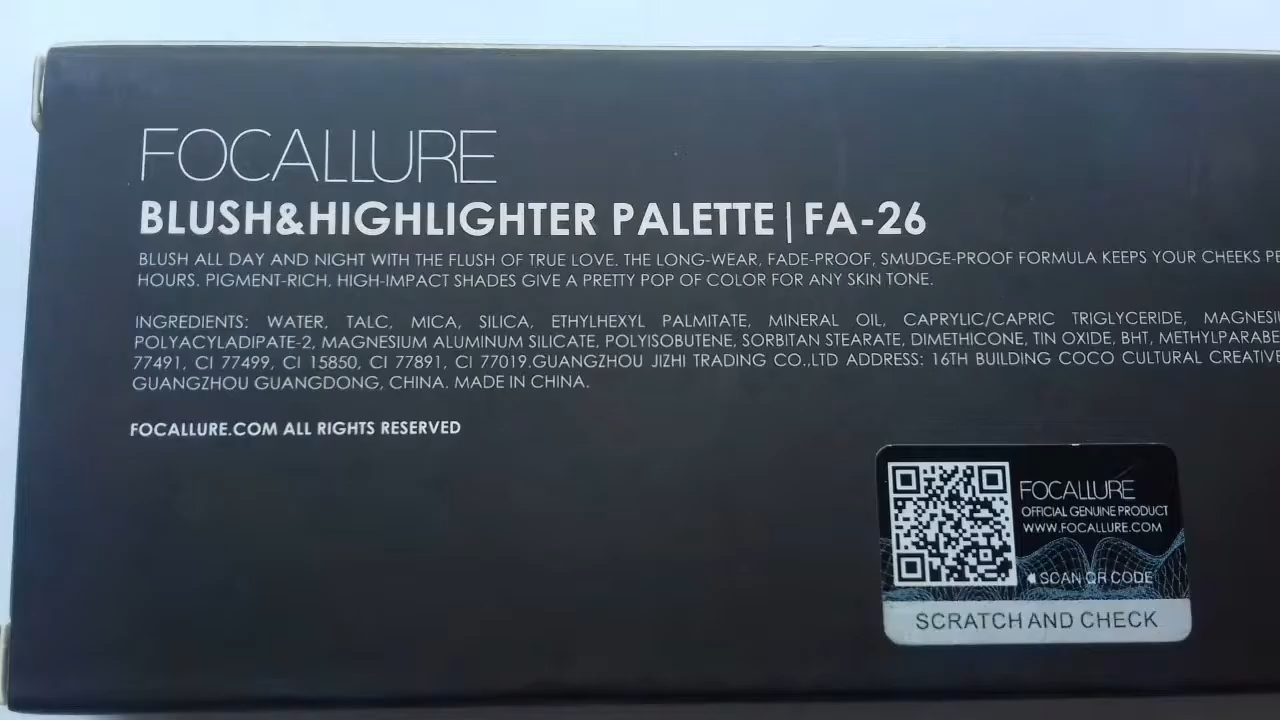 FOCALLURE
BLUSH&HIGHLIGHTER PALETTE|FA-26
BLUSH ALL DAY AND NIGHT WITH THE FLUSH OF TRUE LOVE. THE LONG-WEAR, FADE-PROOF, SMUDGE-PROOF FORMULA KEEPS YOUR CHEEKS
HOURS. PIGMENT-RICH, HIGH-IMPACT SHADES GIVE A PRETTY POP OF COLOR FOR ANY SKIN TONE.
INGREDIENTS: WATER, TALC, MICA, SILICA, ETHYLHEXYL PALMITATE, MINERAL OIL, CAPRYLIC/CAPRIC TRIGLYCERIDE,
POLYACYLADIPATE-2, MAGNESIUM ALUMINUM SILICATE, POLYISOBUTENE, SORBITAN STEARATE, DIMETHICONE, TIN OXIDE, BHT,
77491, CI 77499, CI 15850, CI 77891, CI 77019.GUANGZHOU JIZHI TRADING CO.,LTD ADDRESS: 16TH BUILDING COCO CULTURAL CREATIVE
GUANGZHOU GUANGDONG, CHINA. MADE IN CHINA.
FOCALLURE.COM ALL RIGHTS RESERVED
FOCALLURE
OFFICIAL GENUINE PRODUCT
WWW.FOCALLURE.COM
SCAN QR CODE
SCRATCH AND CHECK